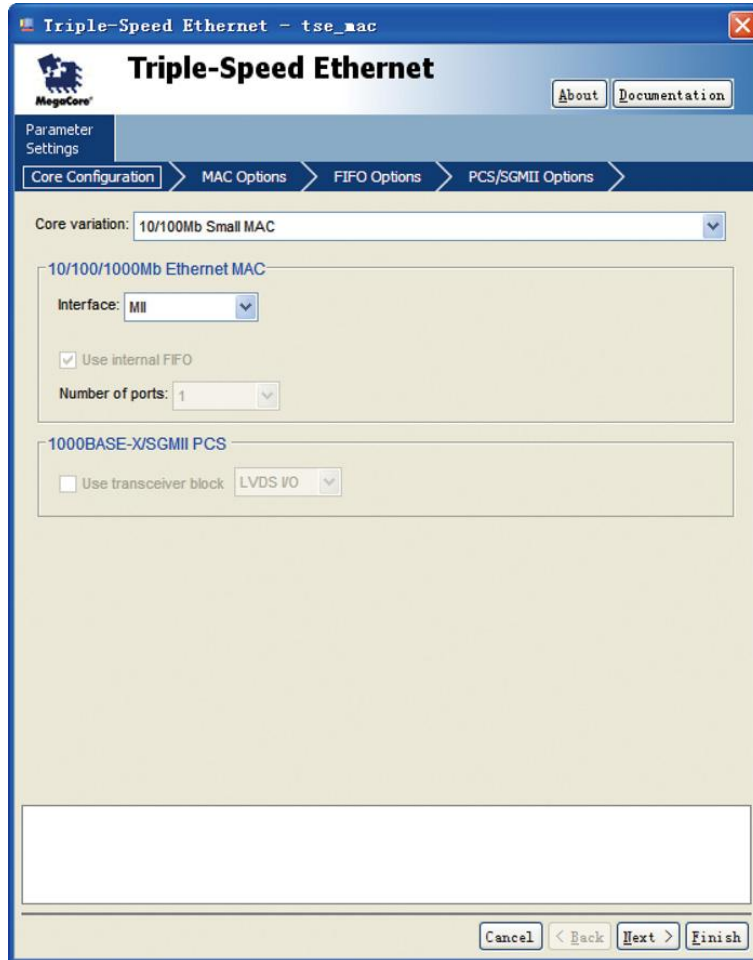 Triple-Speed Ethernet - tse_mac
Triple-Speed Ethernet
MegaCore®
About Documentation
Parameter
Settings
Core Configuration MAC Options FIFO Options PCS/SGMII Options
Core variation: 10/100Mb Small MAC
10/100/1000Mb Ethernet MAC
Interface: MII
Use internal FIFO
Number of ports: 1
1000BASE-X/SGMII PCS
Use transceiver block LVDS I/O
Cancel < Back Next > Finish